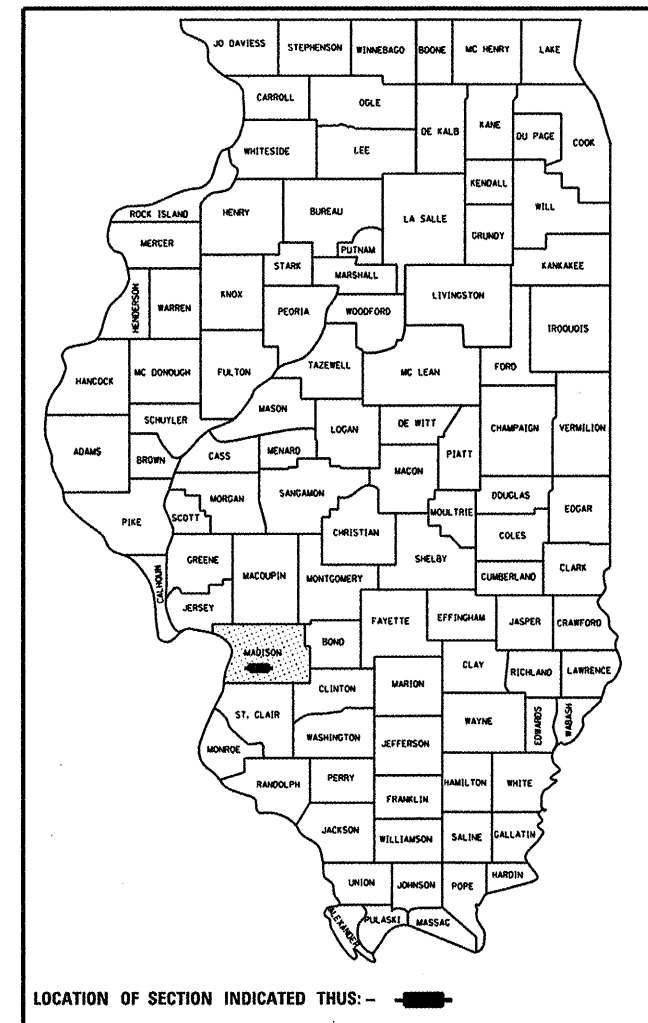 JO DAVIESS STEPHENSON WINNEBAGO BOONE MC HENRY LAKE
CARROLL OGLE DE KALB KANE DU PAGE COOK
WHITESIDE LEE
KENDALL WILL
ROCK ISLAND HENRY BUREAU LA SALLE GRUNDY
MERCER PUTNAM KANKAKEE
STARK MARSHALL
HENDERSON WARREN KNOX PEORIA WOODFORD LIVINGSTON IROQUOIS
HANCOCK MC DONOUGH FULTON TAZEWELL MC LEAN FORD
MASON
SCHUYLER LOGAN DE WITT CHAMPAIGN VERMILION
ADAMS BROWN CASS MENARD MACON PIATT
MORGAN SANGAMON DOUGLAS
PIKE SCOTT CHRISTIAN MOULTRIE EDGAR
COLES
GREENE SHELBY
CALHOUN MACOUPIN MONTGOMERY CUMBERLAND CLARK
JERSEY FAYETTE EFFINGHAM JASPER CRAWFORD
MADISON BOND
CLAY RICHLAND LAWRENCE
CLINTON MARION
ST. CLAIR WAYNE EDWARDS WABASH
MONROE WASHINGTON JEFFERSON
RANDOLPH PERRY HAMILTON WHITE
FRANKLIN
JACKSON WILLIAMSON SALINE GALLATIN
UNION JOHNSON POPE HARDIN
ALEXANDER PULASKI MASSAC
LOCATION OF SECTION INDICATED THUS: -